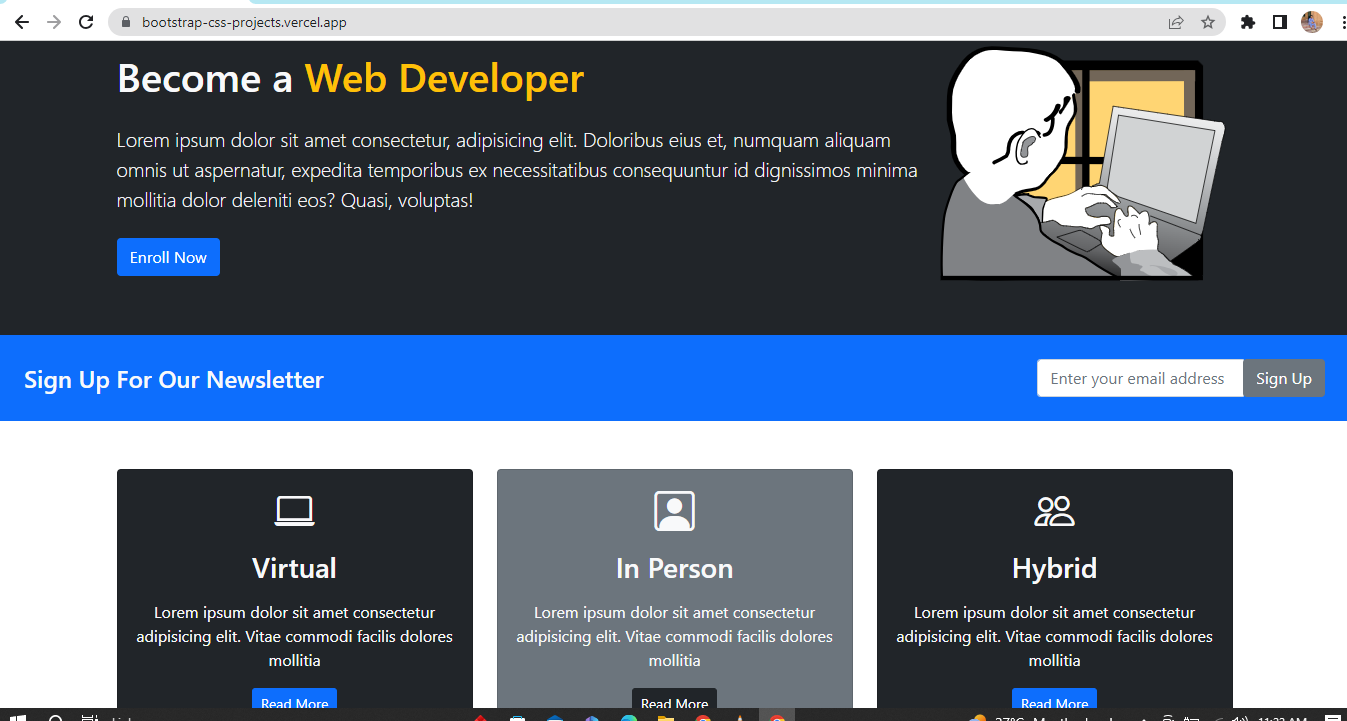 bootstrap-css-projects.vercel.app
Become a Web Developer
Lorem ipsum dolor sit amet consectetur, adipisicing elit. Doloribus eius et, numquam aliquam
omnis ut aspernatur, expedita temporibus ex necessitatibus consequuntur id dignissimos minima
mollitia dolor deleniti eos? Quasi, voluptas!
Enroll Now
Sign Up For Our Newsletter
Enter your email address
Sign Up
Virtual
Lorem ipsum dolor sit amet consectetur
adipisicing elit. Vitae commodi facilis dolores
mollitia
Read More
In Person
Lorem ipsum dolor sit amet consectetur
adipisicing elit. Vitae commodi facilis dolores
mollitia
Read More
Hybrid
Lorem ipsum dolor sit amet consectetur
adipisicing elit. Vitae commodi facilis dolores
mollitia
Read More